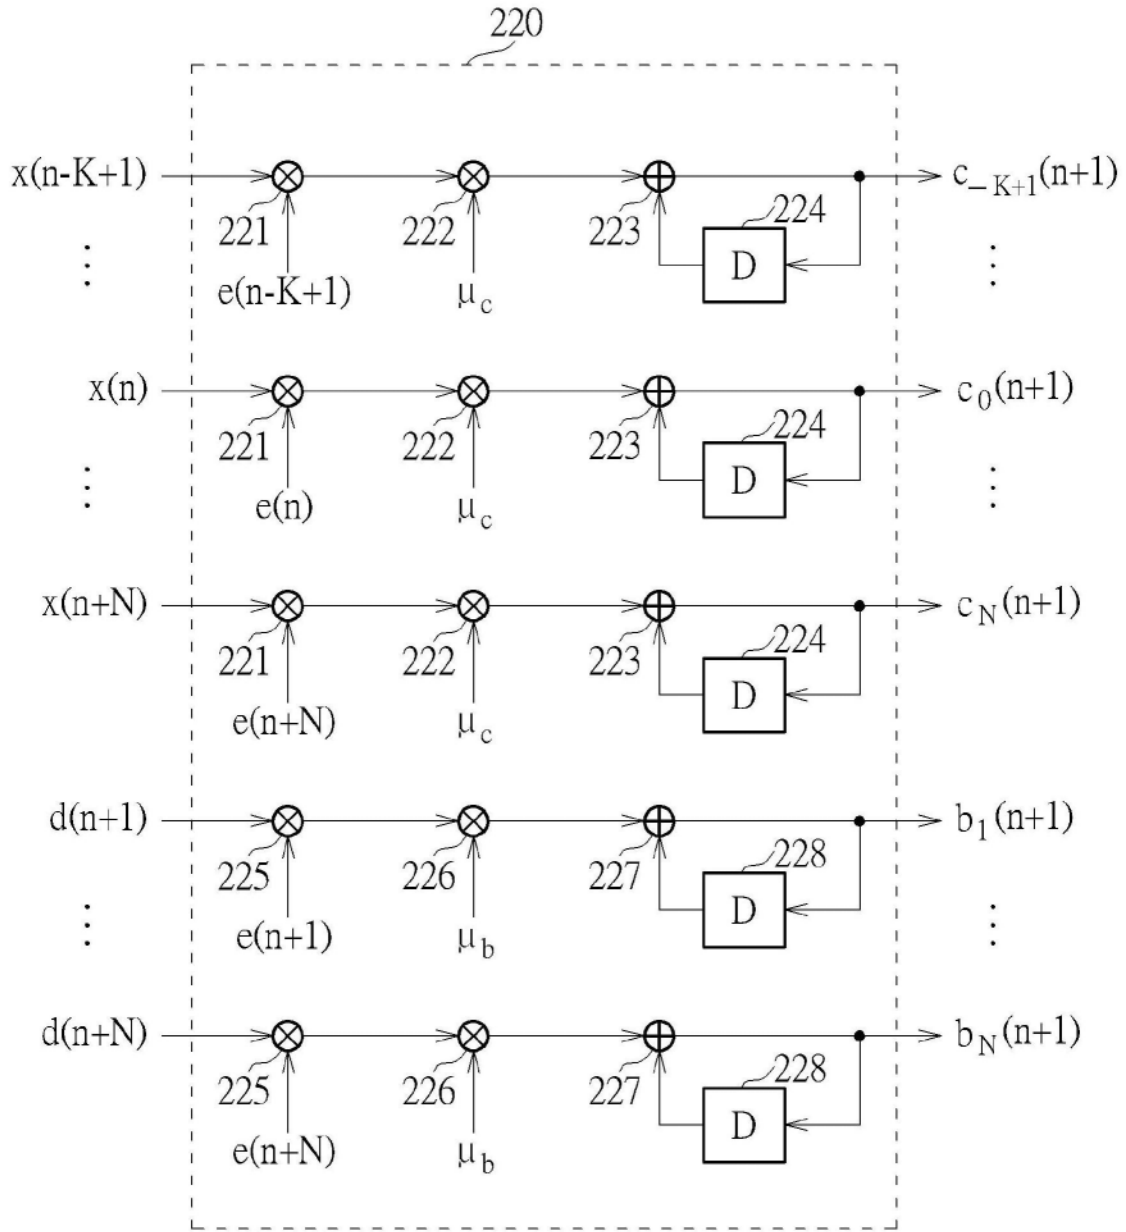 220
x(n-K+1)
c₋K+1(n+1)
221
222
223
224
D
e(n-K+1)
μc
⋮
⋮
x(n)
c₀(n+1)
221
222
223
224
D
e(n)
μc
⋮
⋮
x(n+N)
cN(n+1)
221
222
223
224
D
e(n+N)
μc
d(n+1)
b₁(n+1)
225
226
227
228
D
e(n+1)
μb
⋮
⋮
d(n+N)
bN(n+1)
225
226
227
228
D
e(n+N)
μb